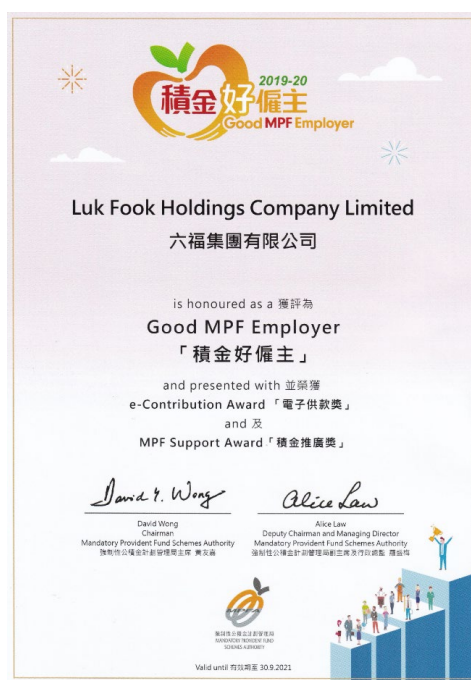 2019-20
積金好僱主
Good MPF Employer
Luk Fook Holdings Company Limited
六福集團有限公司
is honoured as a 獲評為
Good MPF Employer
「積金好僱主」
and presented with 並榮獲
e-Contribution Award「電子供款獎」
and 及
MPF Support Award「積金推廣獎」
David Y. Wong
Alice Law
David Wong
Chairman
Mandatory Provident Fund Schemes Authority
強制性公積金計劃管理局主席 黃友嘉
Alice Law
Deputy Chairman and Managing Director
Mandatory Provident Fund Schemes Authority
強制性公積金計劃管理局副主席及行政總監
強制性公積金計劃管理局
MANDATORY PROVIDENT FUND
SCHEMES AUTHORITY
Valid until 有效期至 30.9.2021